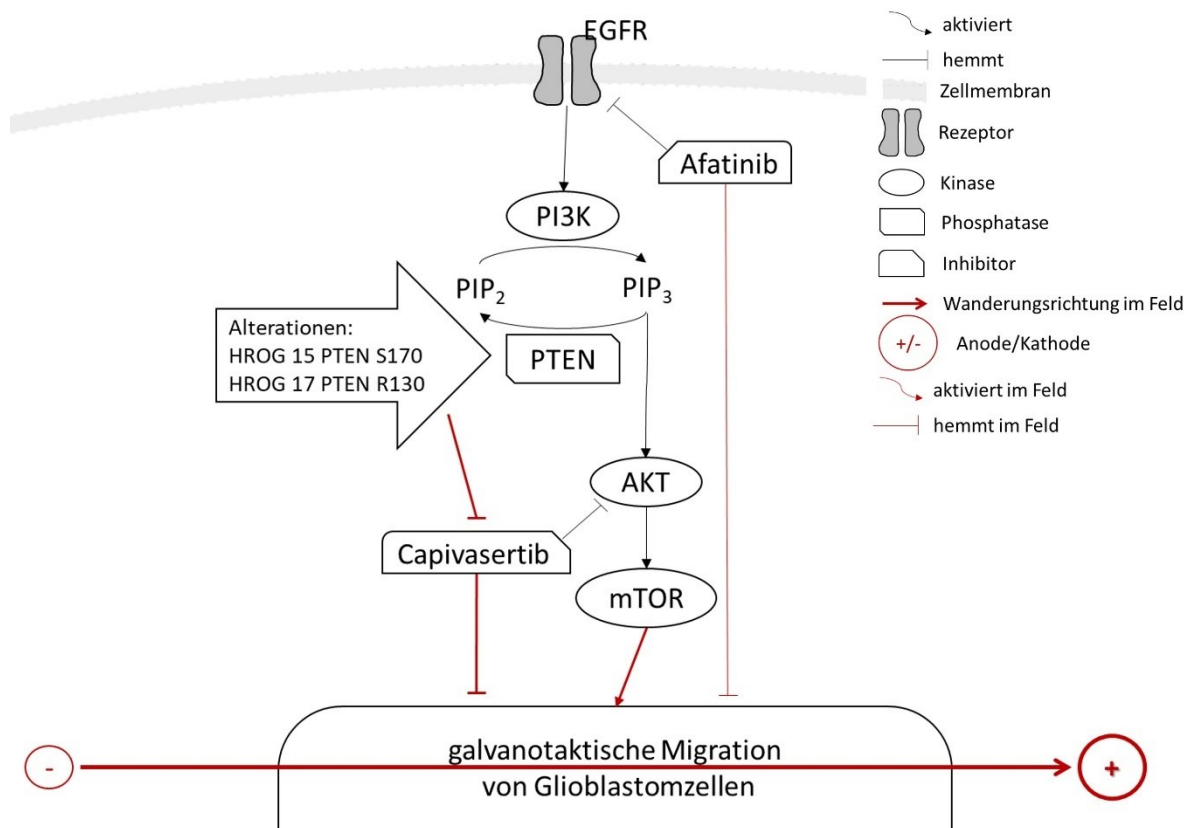 EGFR
Afatinib
PI3K
PIP₂
PIP₃
Alterationen:
HROG 15 PTEN S170
HROG 17 PTEN R130
PTEN
AKT
Capivasertib
mTOR
galvanotaktische Migration
von Glioblastomzellen
-
+
aktiviert
hemmt
Zellmembran
Rezeptor
Kinase
Phosphatase
Inhibitor
Wanderungsrichtung im Feld
+/-
Anode/Kathode
aktiviert im Feld
hemmt im Feld